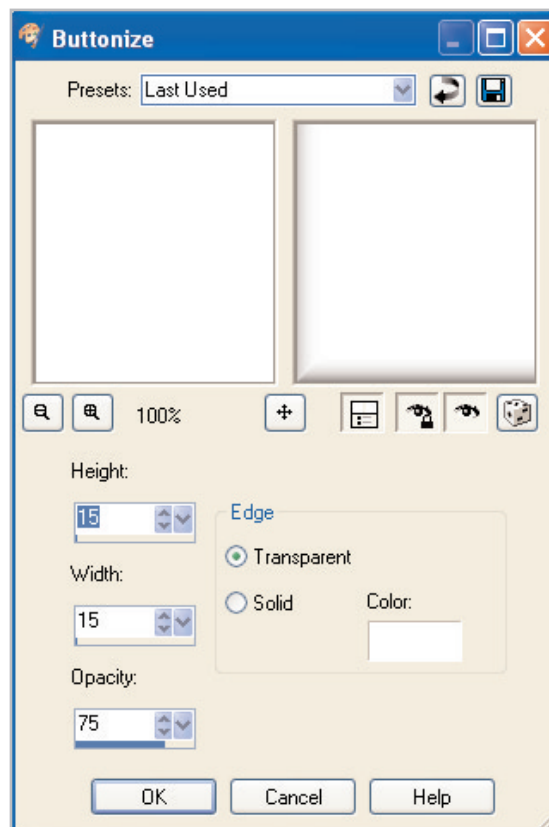 Buttonize
Presets: Last Used
100%
Height:
15
Edge
Transparent
Width:
Solid
Color:
15
Opacity:
75
OK
Cancel
Help